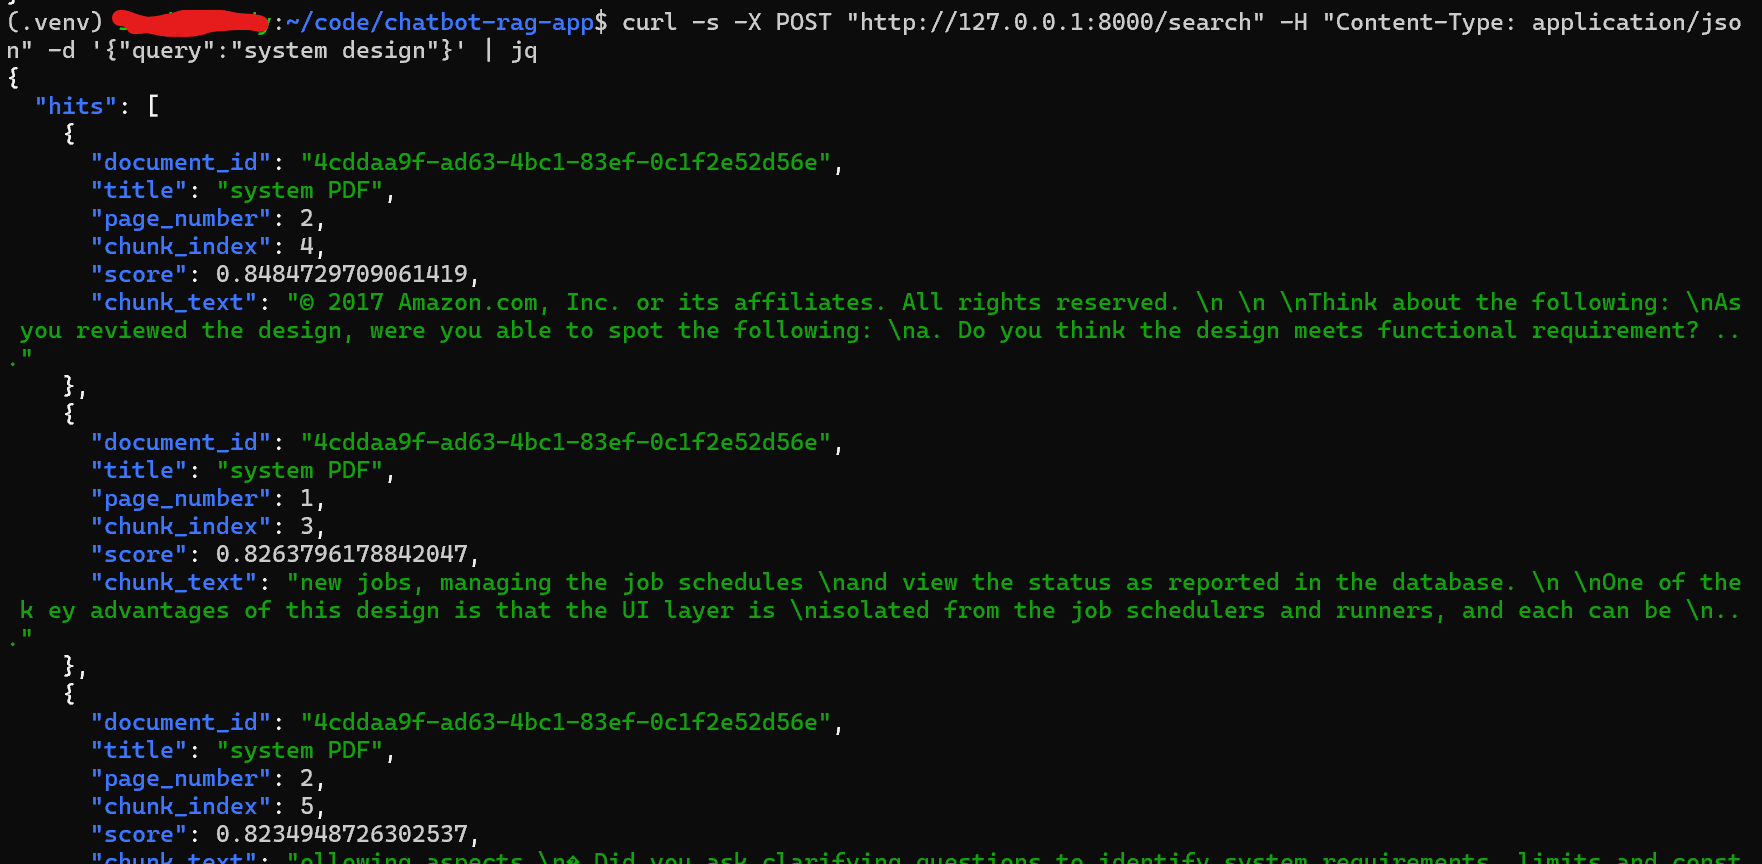 (.venv) y:~/code/chatbot-rag-app$ curl -s -X POST "http://127.0.0.1:8000/search" -H "Content-Type: application/jso
n" -d '{"query":"system design"}' | jq
{
"hits": [
{
"document_id": "4cddaa9f-ad63-4bc1-83ef-0c1f2e52d56e",
"title": "system PDF",
"page_number": 2,
"chunk_index": 4,
"score": 0.8484729709061419,
"chunk_text": "© 2017 Amazon.com, Inc. or its affiliates. All rights reserved. \n \n \nThink about the following: \nAs
you reviewed the design, were you able to spot the following: \na. Do you think the design meets functional requirement? ..
."
},
{
"document_id": "4cddaa9f-ad63-4bc1-83ef-0c1f2e52d56e",
"title": "system PDF",
"page_number": 1,
"chunk_index": 3,
"score": 0.8263796178842047,
"chunk_text": "new jobs, managing the job schedules \nand view the status as reported in the database. \n \nOne of the
k ey advantages of this design is that the UI layer is \nisolated from the job schedulers and runners, and each can be \n..
."
},
{
"document_id": "4cddaa9f-ad63-4bc1-83ef-0c1f2e52d56e",
"title": "system PDF",
"page_number": 2,
"chunk_index": 5,
"score": 0.8234948726302537,
"chunk_text": "ollowing aspects \n� Did you ask clarifying questions to identify system requirements, limits and const